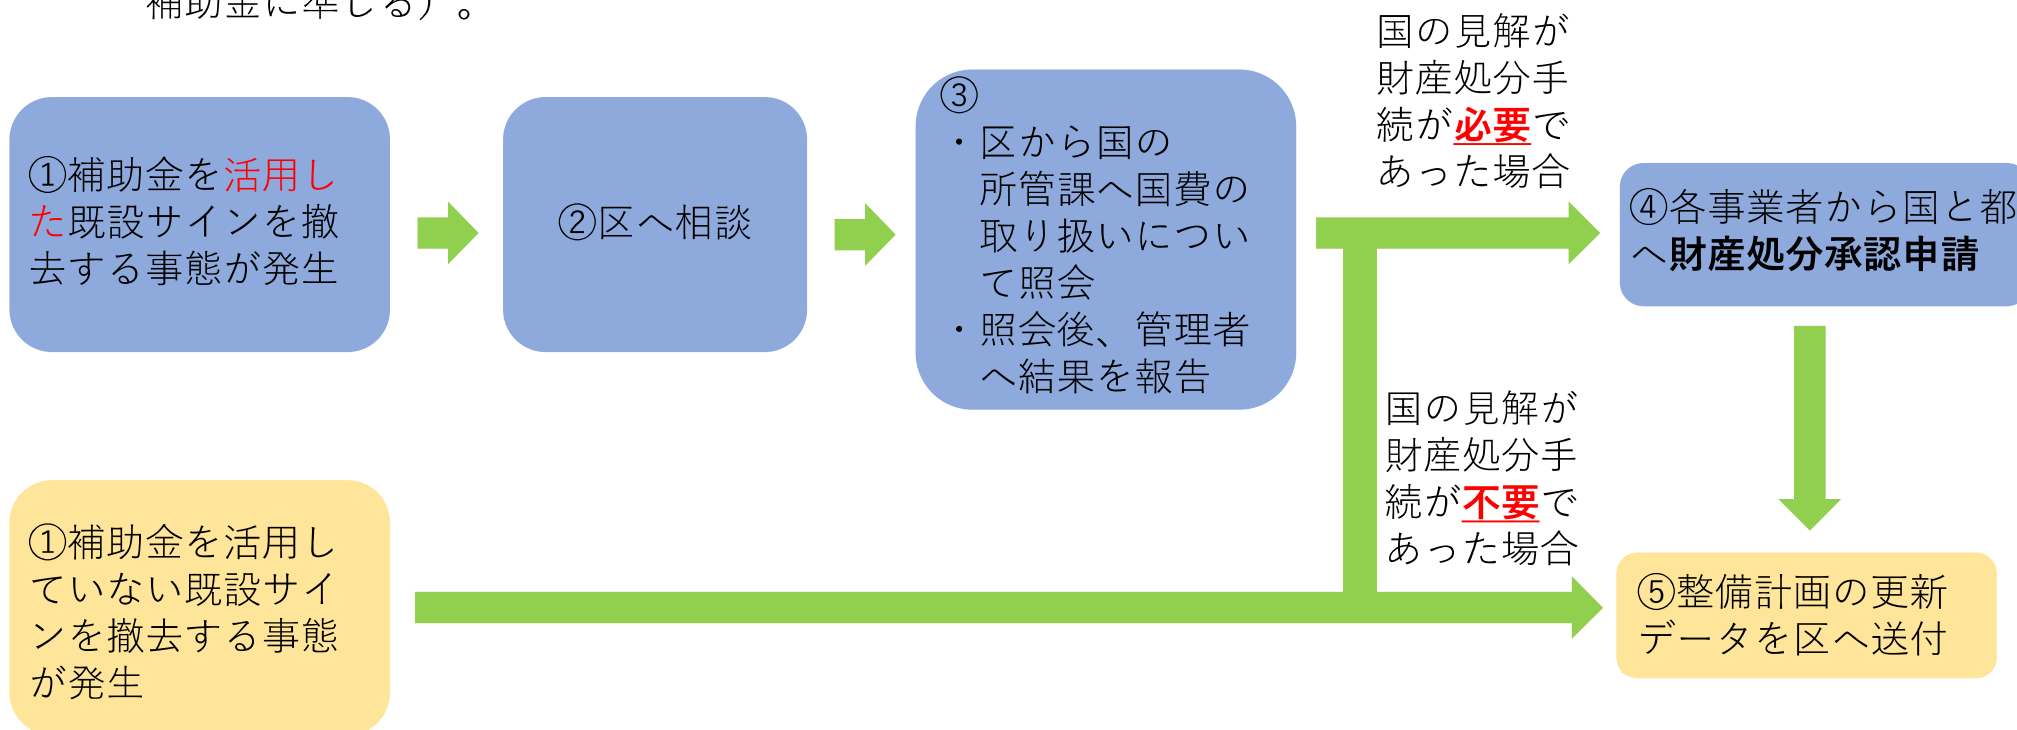 補助金に準じる）。
①補助金を活用し
た既設サインを撤
去する事態が発生
②区へ相談
③
・区から国の
所管課へ国費の
取り扱いについ
て照会
・照会後、管理者
へ結果を報告
国の見解が
財産処分手
続が必要で
あった場合
④各事業者から国と都
へ財産処分承認申請
国の見解が
財産処分手
続が不要で
あった場合
①補助金を活用し
ていない既設サイ
ンを撤去する事態
が発生
⑤整備計画の更新
データを区へ送付